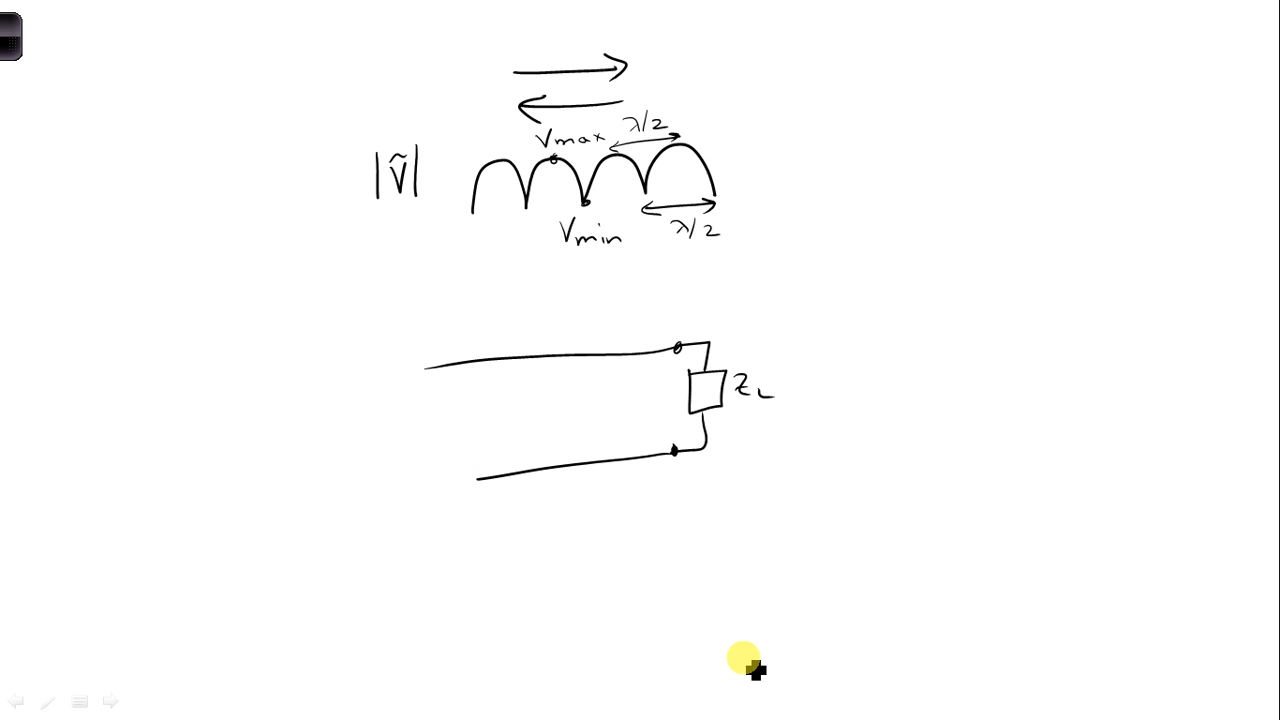 λ/2
Vmax
|Ṽ|
Vmin
λ/2
ZL